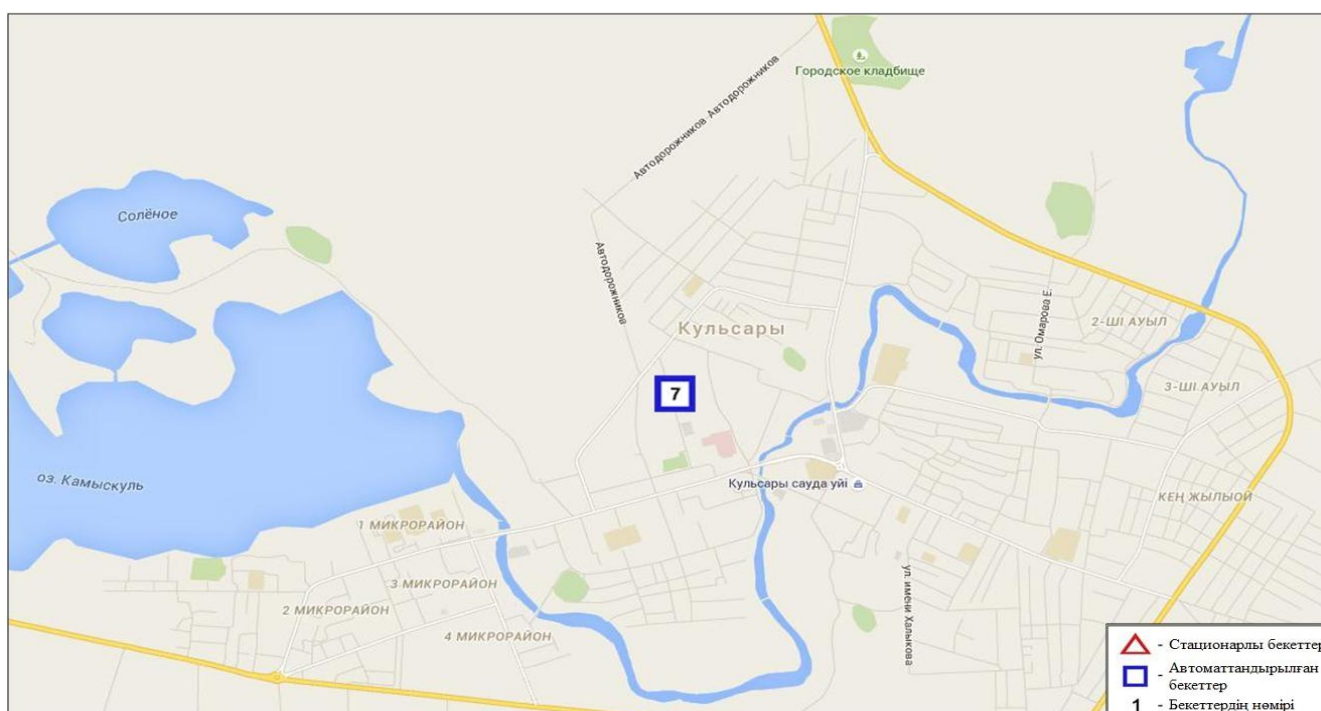 Городское кладбище
Автодорожников Автодорожников
Солёное
Автодорожников
ул. Омарова Е.
2-ШІ АУЫЛ
Кульсары
3-ШІ АУЫЛ
7
оз. Камыскуль
Кульсары сауда уйі
КЕҢ ЖЫЛЫОЙ
1 МИКРОРАЙОН
3 МИКРОРАЙОН
2 МИКРОРАЙОН
4 МИКРОРАЙОН
ул. имени Халыкова
- Стационарлы бекеттер
- Автоматтандырылған
бекеттер
1 - Бекеттердің нөмірі